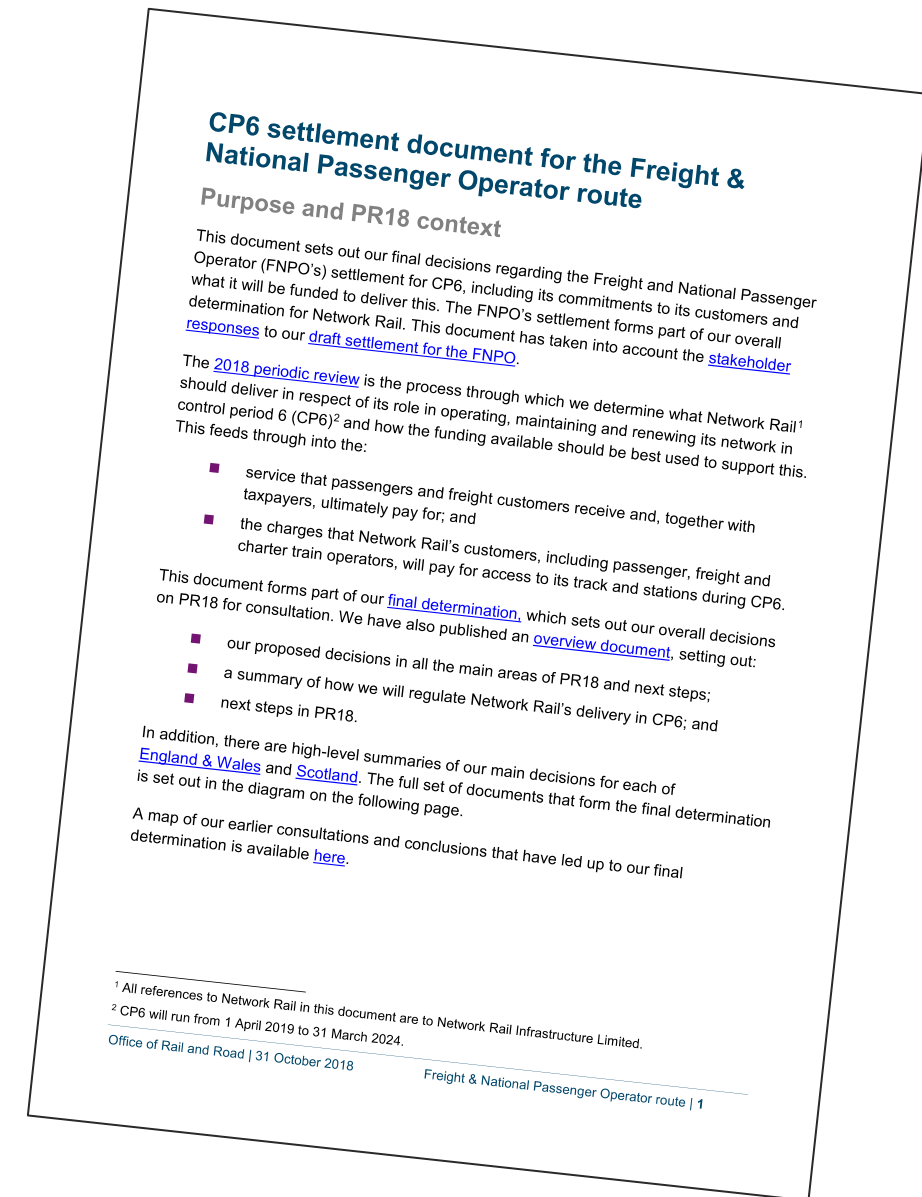 CP6 settlement document for the Freight &
National Passenger Operator route
Purpose and PR18 context
This document sets out our final decisions regarding the Freight and National Passenger
Operator (FNPO's) settlement for CP6, including its commitments to its customers and
what it will be funded to deliver this. The FNPO's settlement forms part of our overall
determination for Network Rail. This document has taken into account the stakeholder
responses to our draft settlement for the FNPO.
The 2018 periodic review is the process through which we determine what Network Rail¹
should deliver in respect of its role in operating, maintaining and renewing its network in
control period 6 (CP6)² and how the funding available should be best used to support this.
This feeds through into the:
■ service that passengers and freight customers receive and, together with
taxpayers, ultimately pay for; and
■ the charges that Network Rail's customers, including passenger, freight and
charter train operators, will pay for access to its track and stations during CP6.
This document forms part of our final determination, which sets out our overall decisions
on PR18 for consultation. We have also published an overview document, setting out:
■ our proposed decisions in all the main areas of PR18 and next steps;
■ a summary of how we will regulate Network Rail's delivery in CP6; and
■ next steps in PR18.
In addition, there are high-level summaries of our main decisions for each of
England & Wales and Scotland. The full set of documents that form the final determination
is set out in the diagram on the following page.
A map of our earlier consultations and conclusions that have led up to our final
determination is available here.
¹ All references to Network Rail in this document are to Network Rail Infrastructure Limited.
² CP6 will run from 1 April 2019 to 31 March 2024.
Office of Rail and Road | 31 October 2018
Freight & National Passenger Operator route | 1